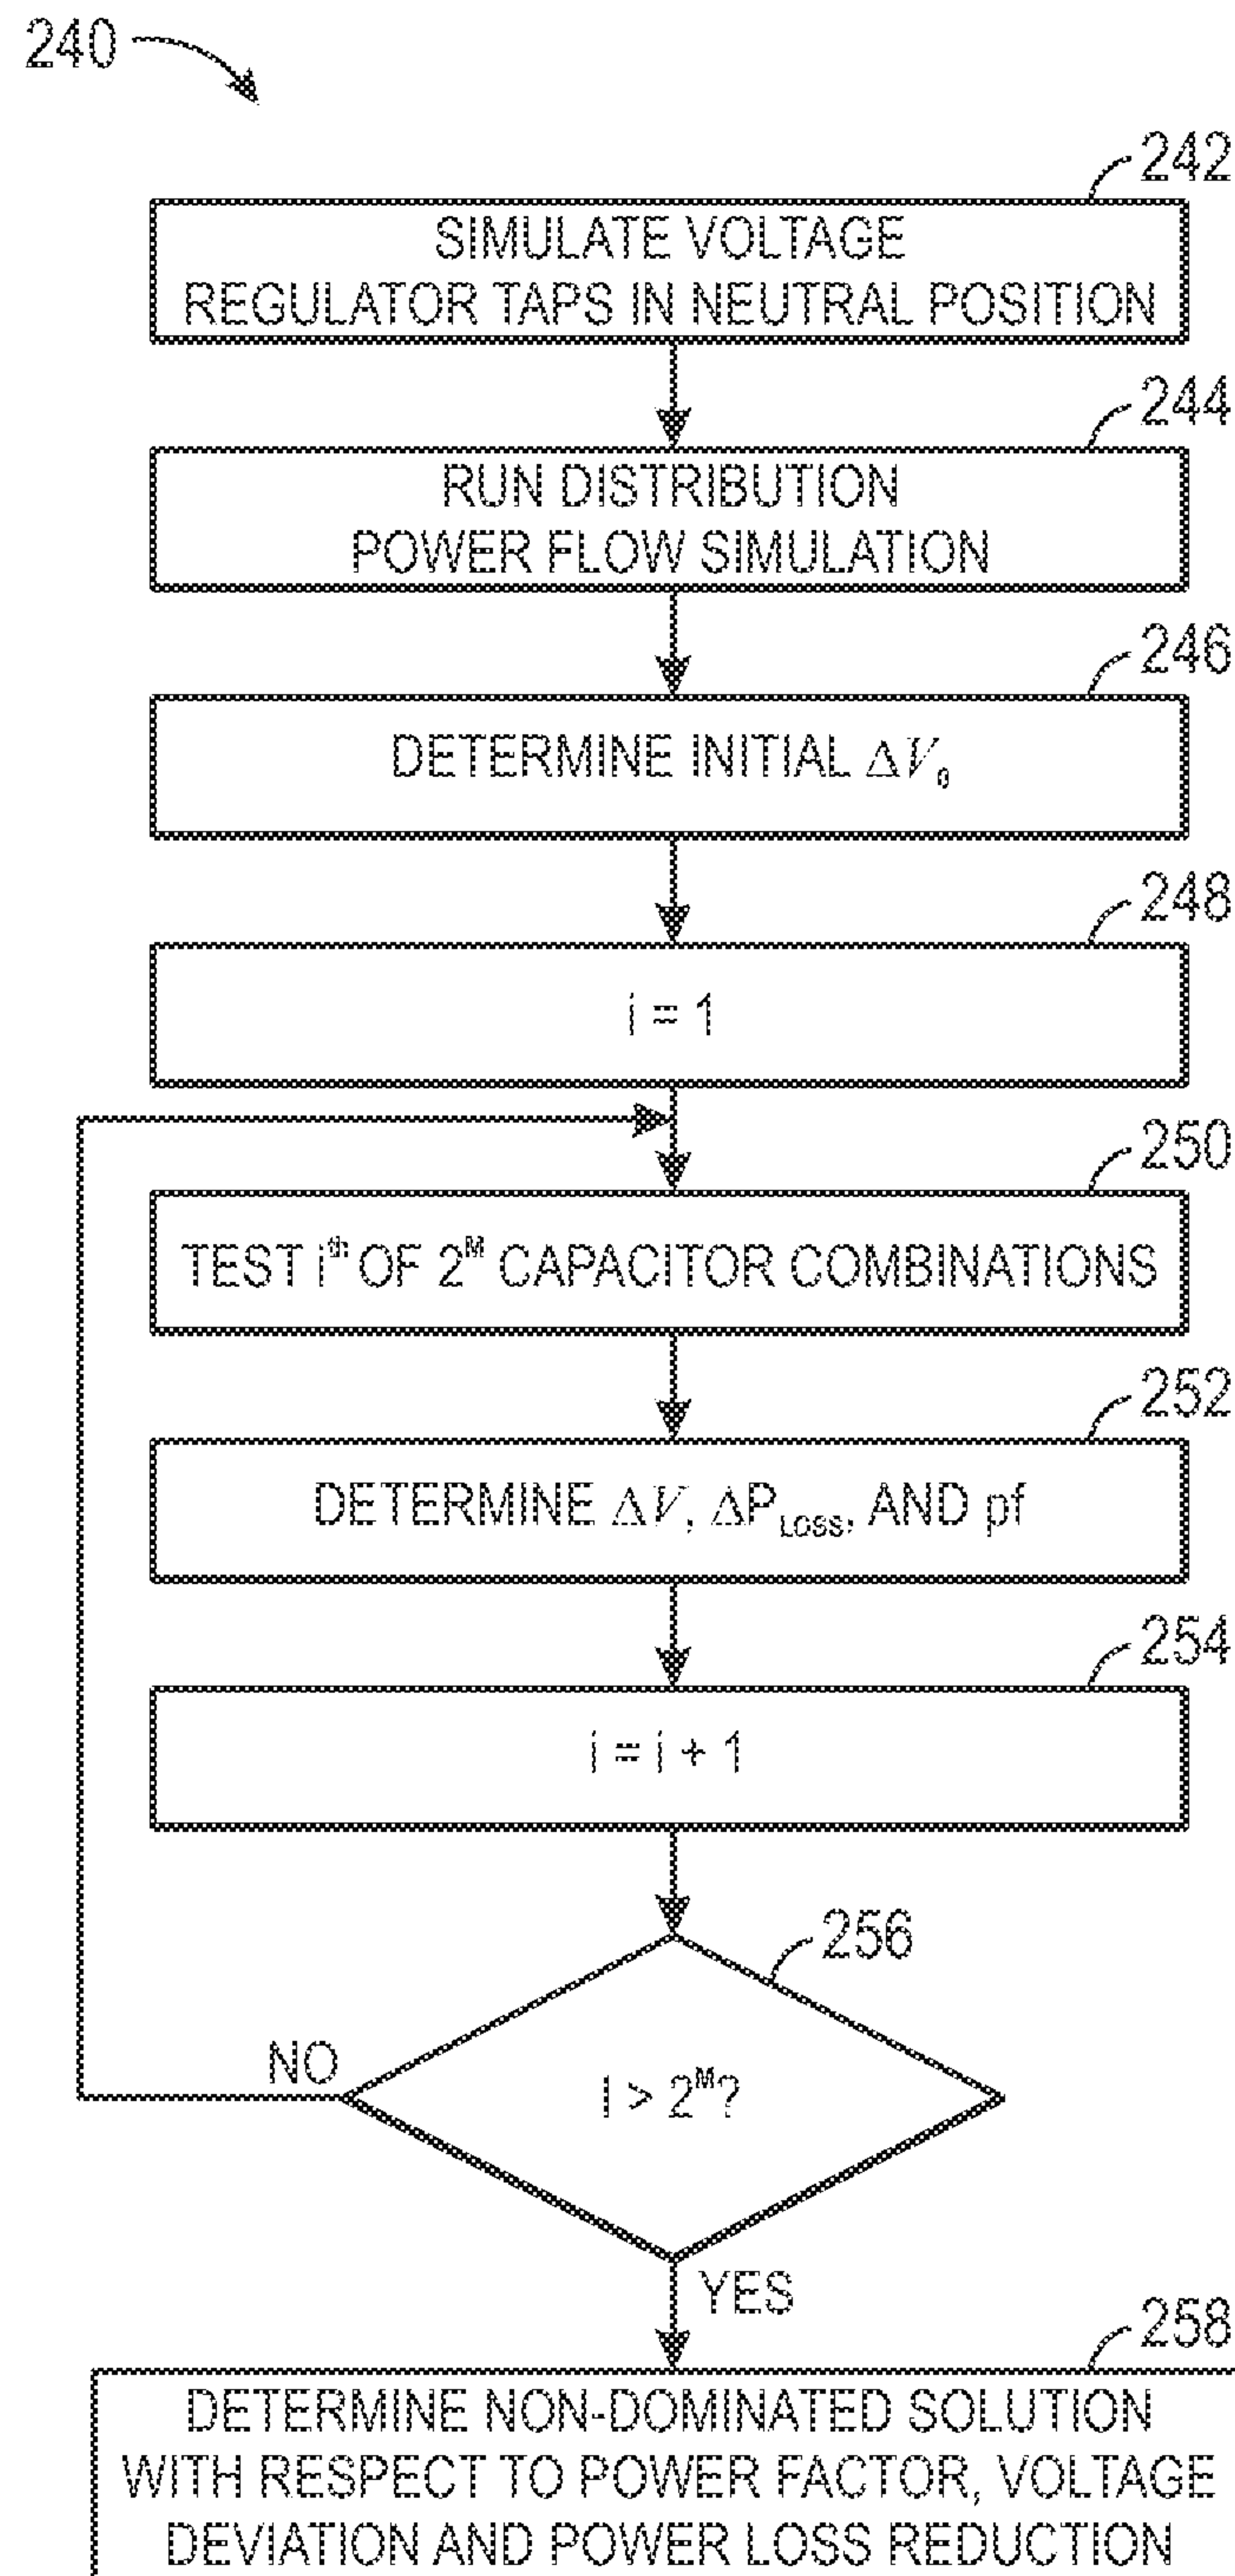 240
242
SIMULATE VOLTAGE
REGULATOR TAPS IN NEUTRAL POSITION
244
RUN DISTRIBUTION
POWER FLOW SIMULATION
246
DETERMINE INITIAL ΔV₀
248
i = 1
250
TEST iᵗʰ OF 2ᴹ CAPACITOR COMBINATIONS
252
DETERMINE ΔV, ΔP_LOSS, AND pf
254
i = i + 1
256
NO
I > 2ᴹ?
YES
258
DETERMINE NON-DOMINATED SOLUTION
WITH RESPECT TO POWER FACTOR, VOLTAGE
DEVIATION AND POWER LOSS REDUCTION